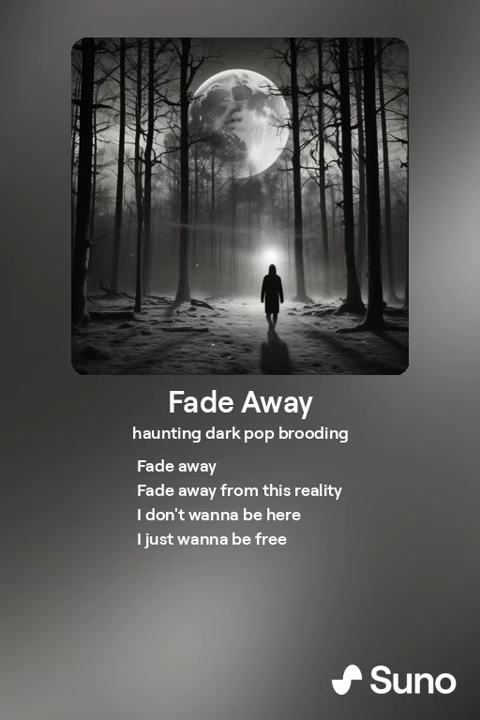 Fade Away
haunting dark pop brooding
Fade away
Fade away from this reality
I don't wanna be here
I just wanna be free
Suno